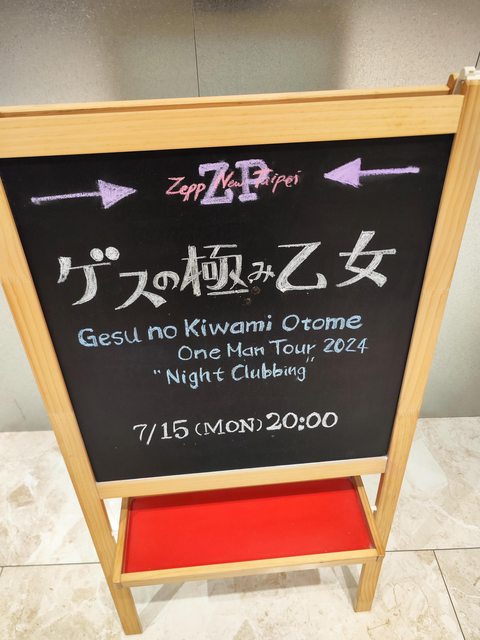 Zepp New Taipei
ZP
ゲスの極み乙女
Gesu no Kiwami Otome
One Man Tour 2024
"Night Clubbing"
7/15 (MON) 20:00